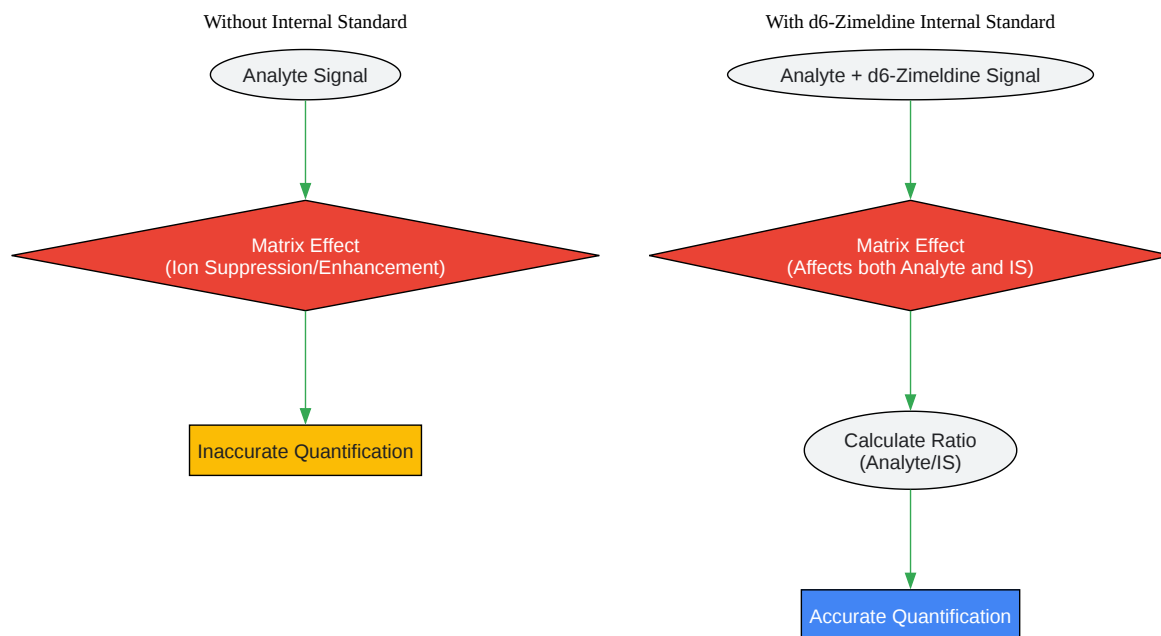 Without Internal Standard
Analyte Signal
Matrix Effect
(Ion Suppression/Enhancement)
Inaccurate Quantification
With d6-Zimeldine Internal Standard
Analyte + d6-Zimeldine Signal
Matrix Effect
(Affects both Analyte and IS)
Calculate Ratio
(Analyte/IS)
Accurate Quantification